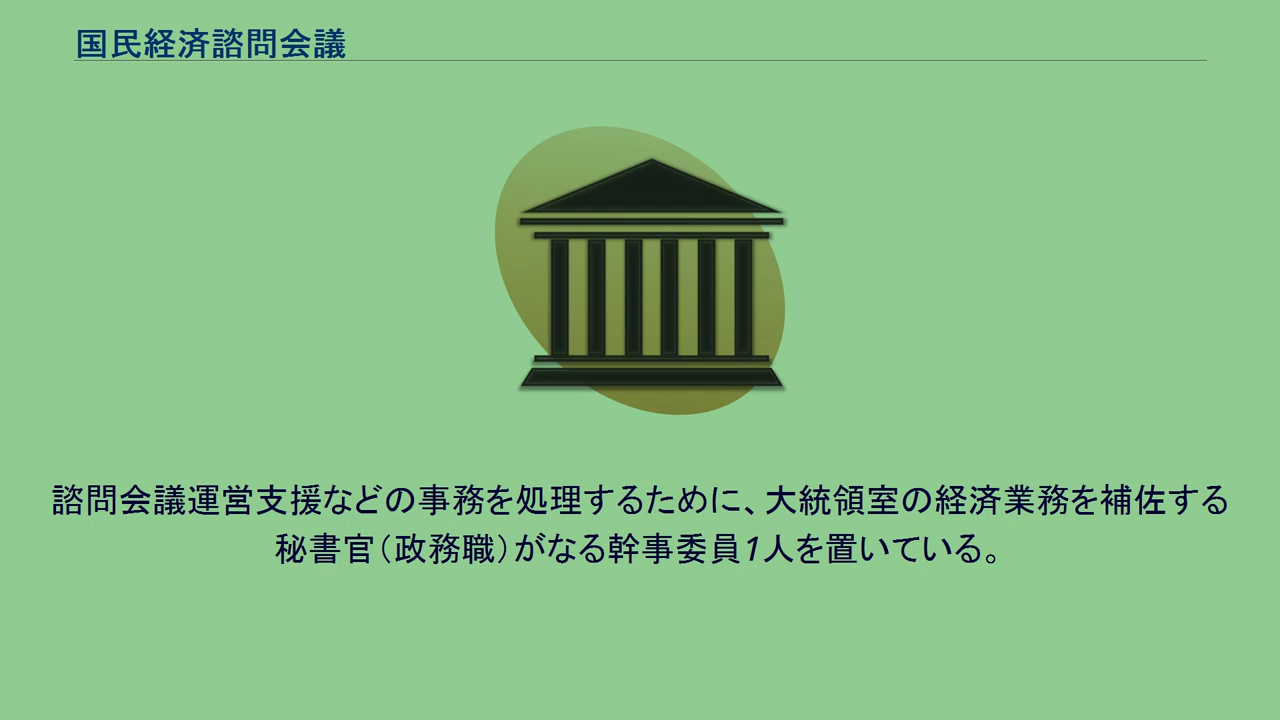 国民経済諮問会議
諮問会議運営支援などの事務を処理するために、大統領室の経済業務を補佐する
秘書官（政務職）がなる幹事委員1人を置いている。